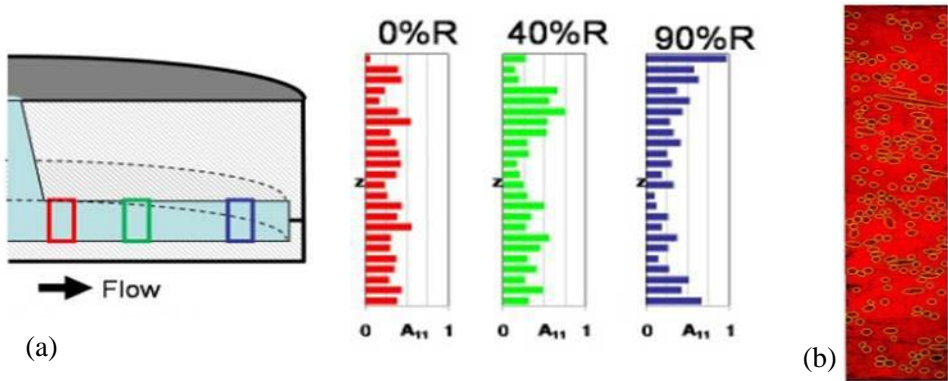 0%R 40%R 90%R
z z z
0 A₁₁ 1 0 A₁₁ 1 0 A₁₁ 1
Flow
(a) (b)